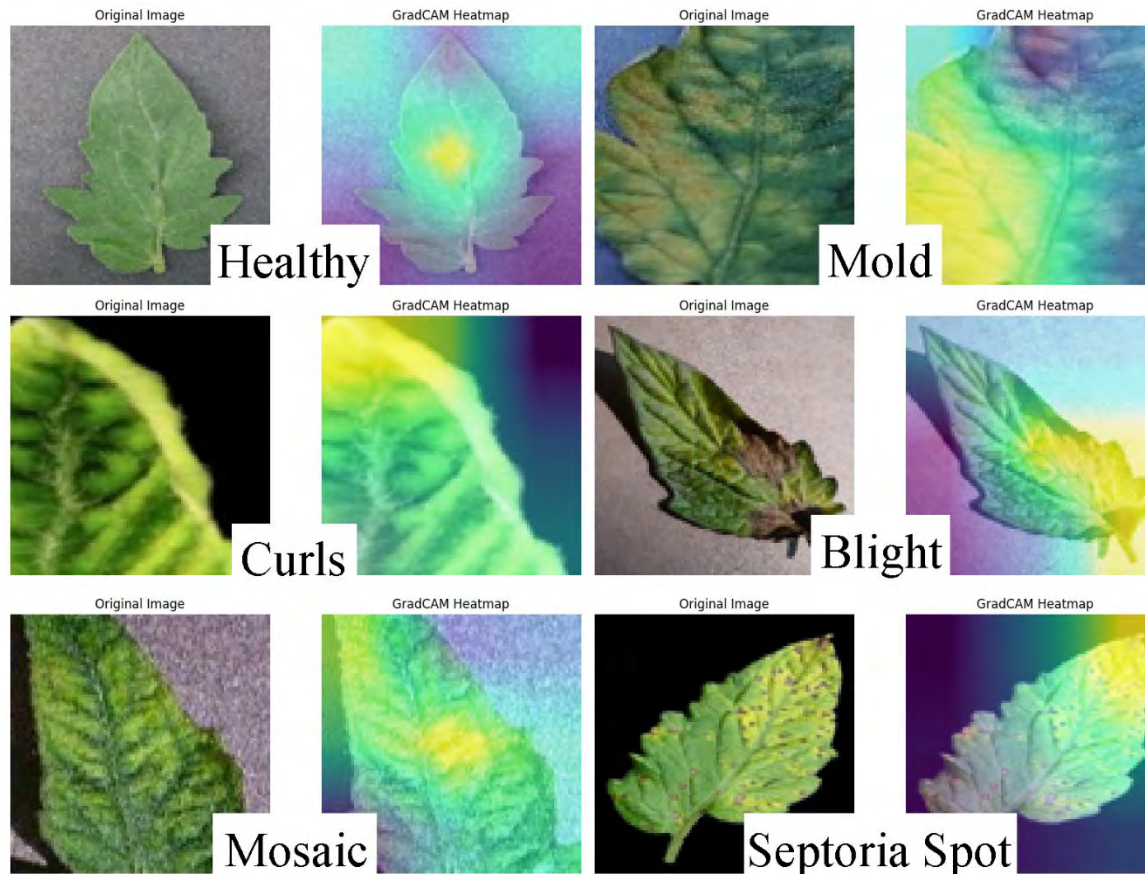 Original Image
GradCAM Heatmap
Original Image
GradCAM Heatmap
Healthy
Mold
Original Image
GradCAM Heatmap
Original Image
GradCAM Heatmap
Curls
Blight
Original Image
GradCAM Heatmap
Original Image
GradCAM Heatmap
Mosaic
Septoria Spot